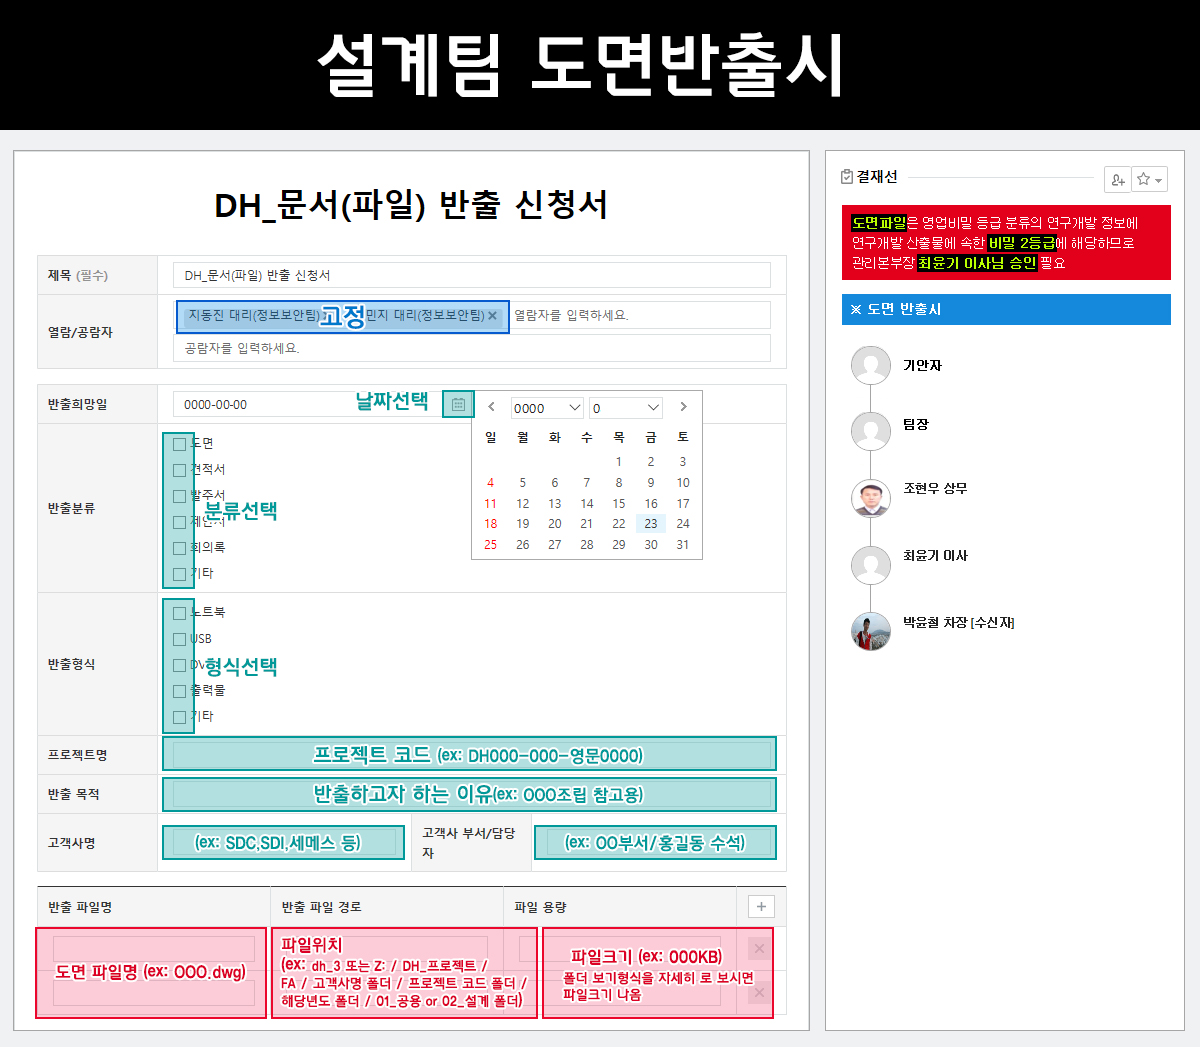 설계팀 도면반출시
DH_문서(파일) 반출 신청서
제목 (필수)
DH_문서(파일) 반출 신청서
열람/공람자
지동진 대리(정보보안팀)
고정
민지 대리(정보보안팀) ×
열람자를 입력하세요.
공람자를 입력하세요.
반출희망일
0000-00-00
날짜선택
0000
0
일 월 화 수 목 금 토
1 2 3
4 5 6 7 8 9 10
11 12 13 14 15 16 17
18 19 20 21 22 23 24
25 26 27 28 29 30 31
반출분류
도면
견적서
발주서
분류선택
제안서
회의록
기타
반출형식
노트북
USB
DV
형식선택
출력물
기타
프로젝트명
프로젝트 코드 (ex: DH000-000-영문0000)
반출 목적
반출하고자 하는 이유(ex: OOO조립 참고용)
고객사명
(ex: SDC,SDI,세메스 등)
고객사 부서/담당
자
(ex: OO부서/홍길동 수석)
반출 파일명
반출 파일 경로
파일 용량
+
도면 파일명 (ex: OOO.dwg)
파일위치
(ex: dh_3 또는 Z: / DH_프로젝트 /
FA / 고객사명 폴더 / 프로젝트 코드 폴더 /
해당년도 폴더 / 01_공용 or 02_설계 폴더)
파일크기 (ex: 000KB)
폴더 보기형식을 자세히 로 보시면
파일크기 나옴
결재선
도면파일은 영업비밀 등급 분류의 연구개발 정보에
연구개발 산출물에 속한 비밀 2등급에 해당하므로
관리본부장 최윤기 이사님 승인 필요
※ 도면 반출시
기안자
팀장
조현우 상무
최윤기 이사
박윤철 차장 [수신자]